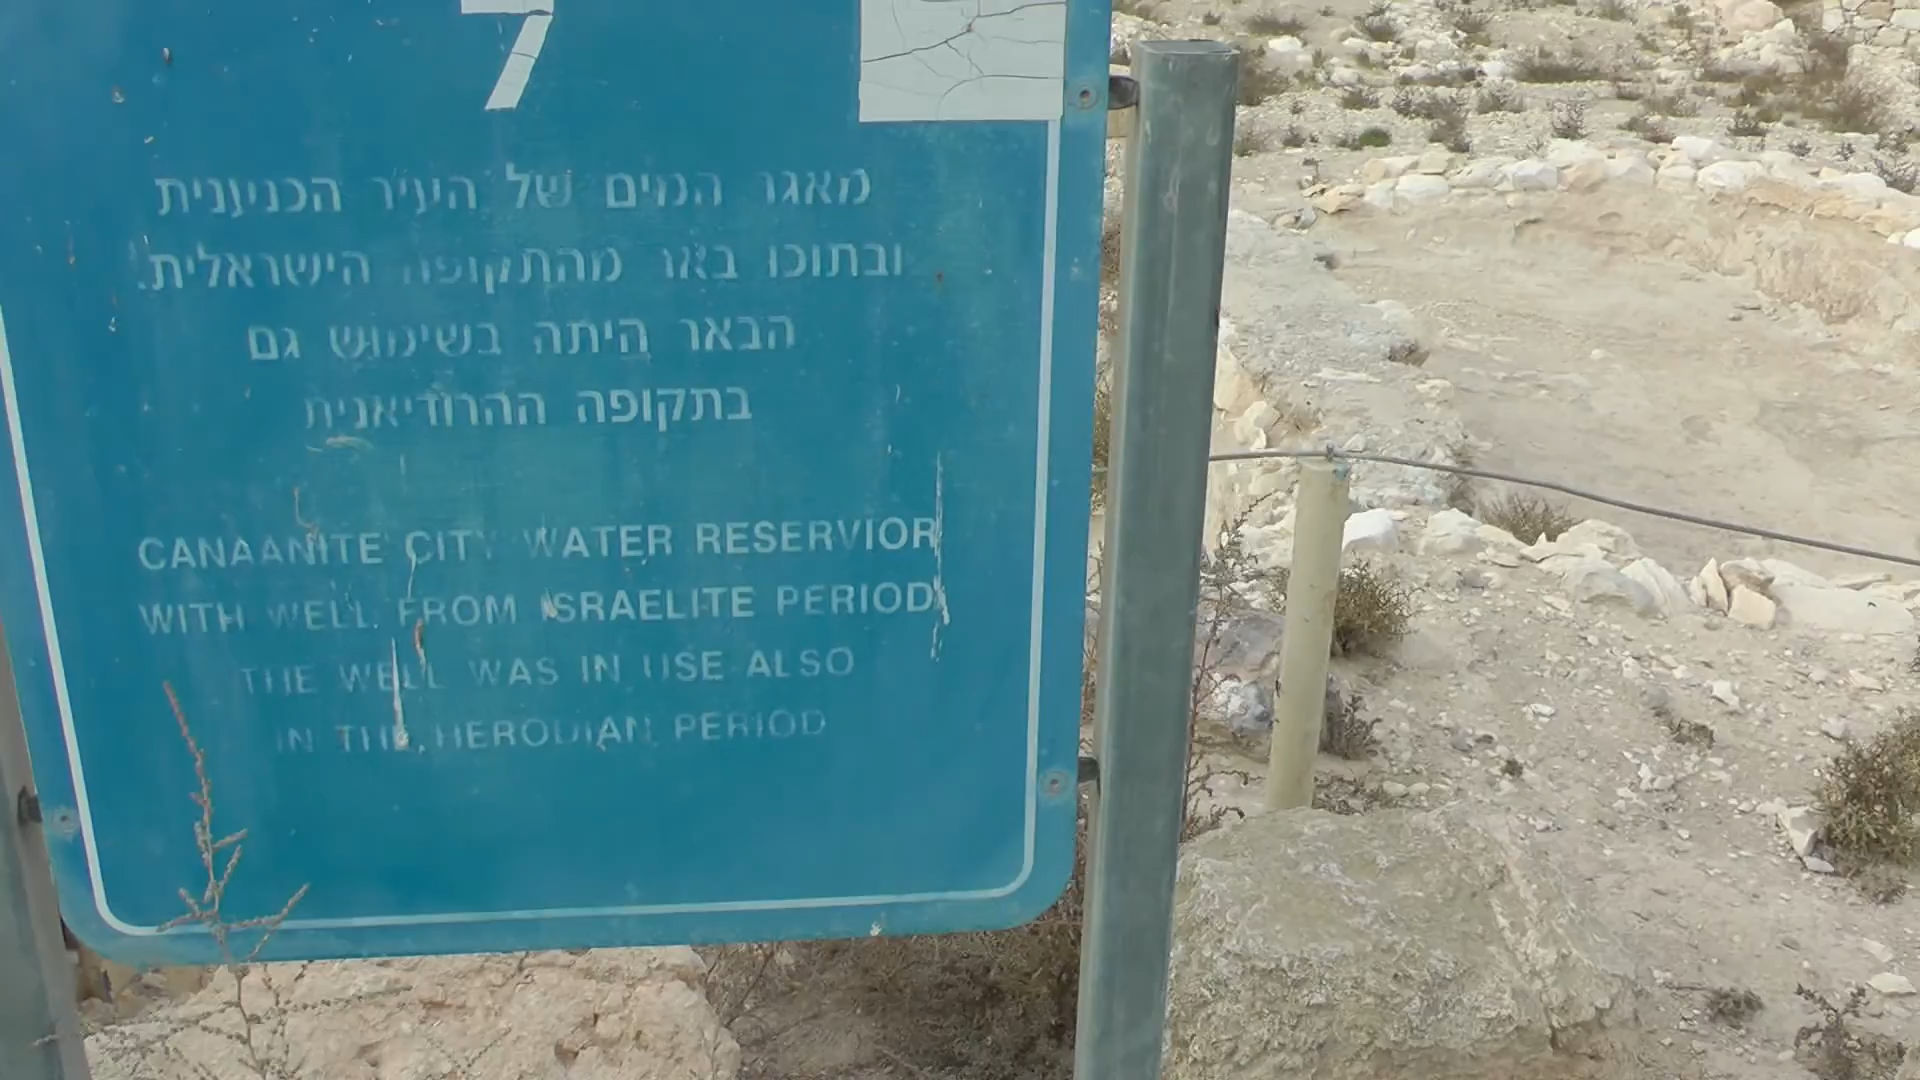 7
מאגר המים של העיר הכנענית
ובתוכו באר מהתקופה הישראלית.
הבאר היתה בשימוש גם
בתקופה ההרודיאנית
CANAANITE CITY WATER RESERVIOR
WITH WELL FROM ISRAELITE PERIOD
THE WELL WAS IN USE ALSO
IN THE HERODIAN PERIOD